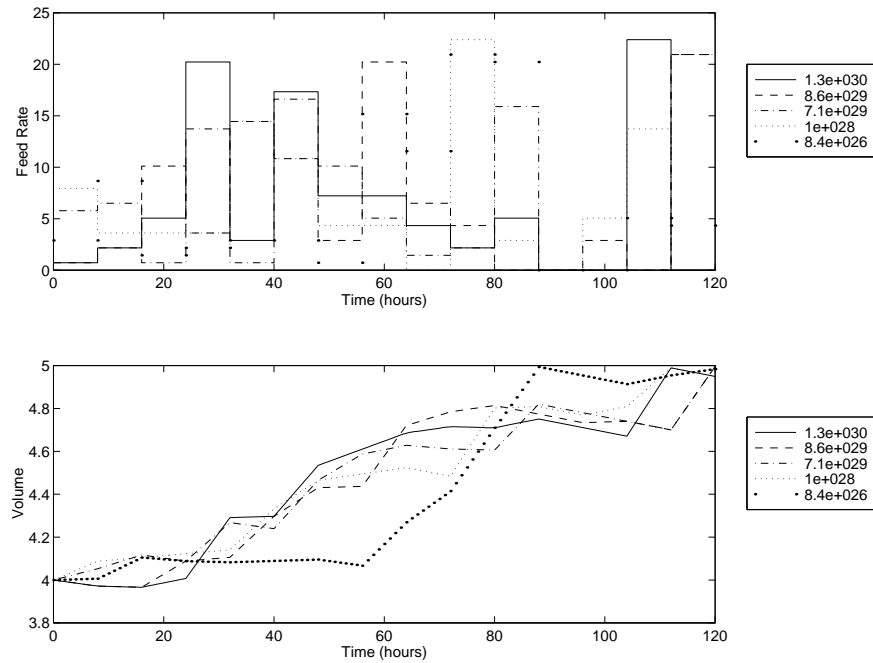 25
20
15
10
5
0
Feed Rate
0 20 40 60 80 100 120
Time (hours)
1.3e+030
8.6e+029
7.1e+029
1e+028
8.4e+026
5
4.8
4.6
4.4
4.2
4
3.8
Volume
0 20 40 60 80 100 120
Time (hours)
1.3e+030
8.6e+029
7.1e+029
1e+028
8.4e+026